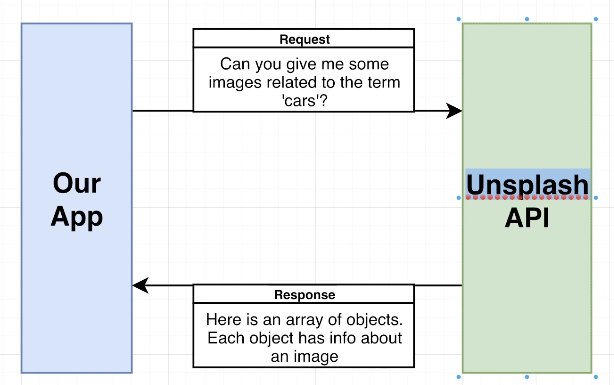 Request
Can you give me some
images related to the term
'cars'?
Our
App
Unsplash
API
Response
Here is an array of objects.
Each object has info about
an image